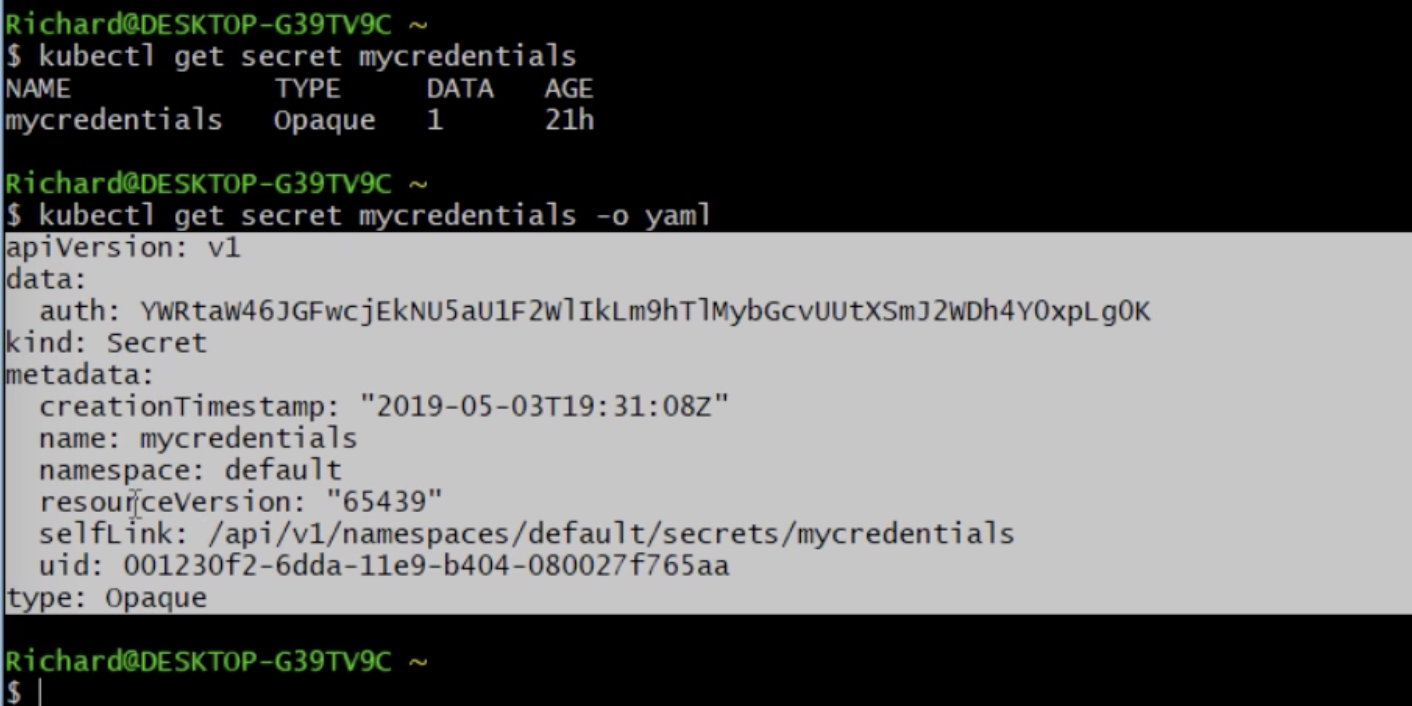 Richard@DESKTOP-G39TV9C ~
$ kubectl get secret mycredentials
NAME TYPE DATA AGE
mycredentials Opaque 1 21h
Richard@DESKTOP-G39TV9C ~
$ kubectl get secret mycredentials -o yaml
apiVersion: v1
data:
  auth: YWRtaW46JGFwcjEkNU5aU1F2WlIkLm9hTlMybGcvUUtXSmJ2WDh4Y0xpLg0K
kind: Secret
metadata:
  creationTimestamp: "2019-05-03T19:31:08Z"
  name: mycredentials
  namespace: default
  resourceVersion: "65439"
  selfLink: /api/v1/namespaces/default/secrets/mycredentials
  uid: 001230f2-6dda-11e9-b404-080027f765aa
type: Opaque
Richard@DESKTOP-G39TV9C ~
$